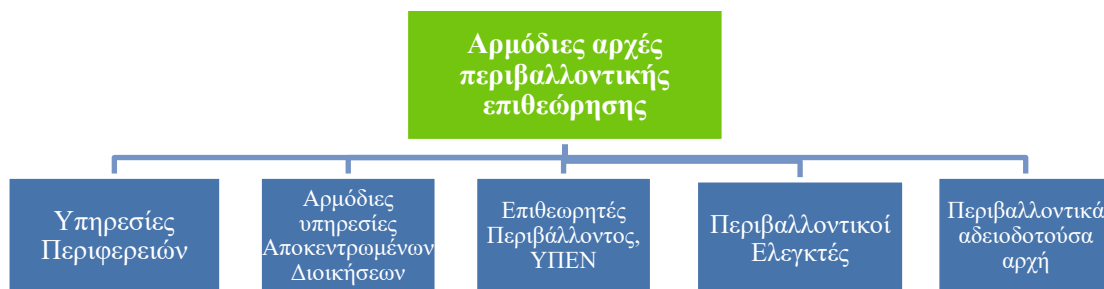 Αρμόδιες αρχές
περιβαλλοντικής
επιθεώρησης
Υπηρεσίες
Περιφερειών
Αρμόδιες
υπηρεσίες
Αποκεντρωμένων
Διοικήσεων
Επιθεωρητές
Περιβάλλοντος,
ΥΠΕΝ
Περιβαλλοντικοί
Ελεγκτές
Περιβαλλοντικά
αδειοδοτούσα
αρχή